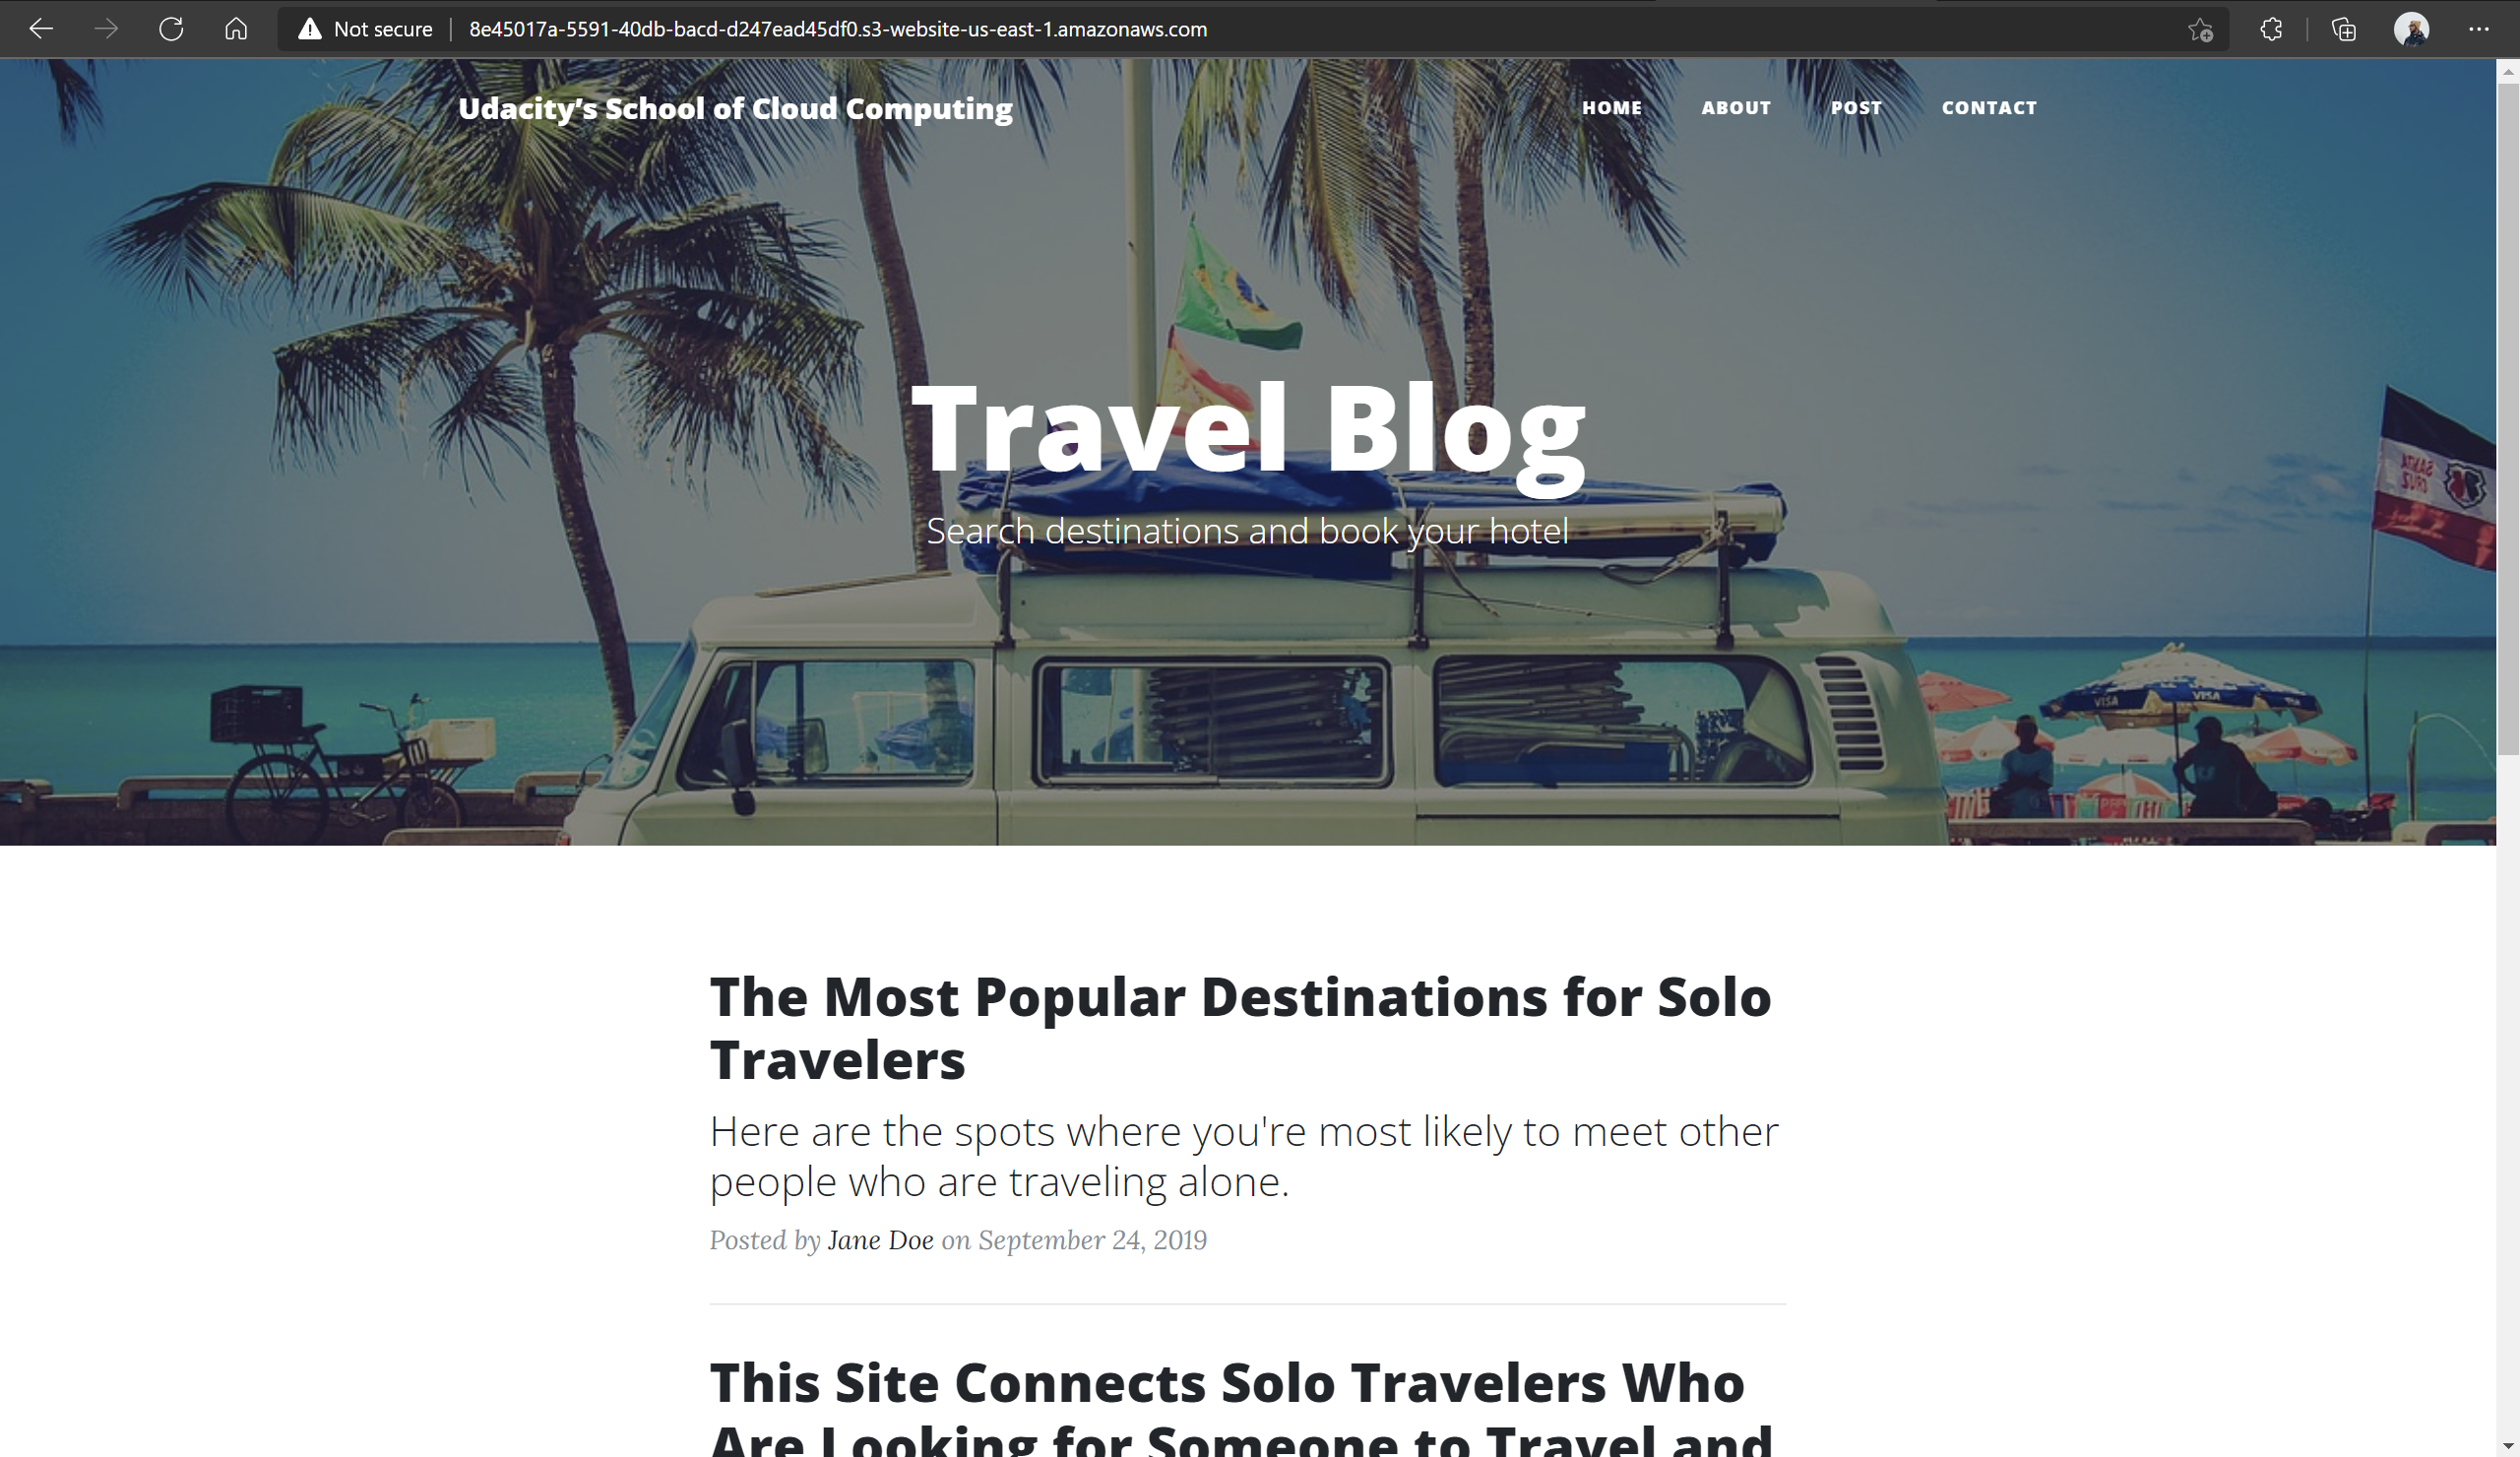 Not secure
8e45017a-5591-40db-bacd-d247ead45df0.s3-website-us-east-1.amazonaws.com
Udacity’s School of Cloud Computing
HOME
ABOUT
POST
CONTACT
Travel Blog
Search destinations and book your hotel
VISA
VISA
The Most Popular Destinations for Solo
Travelers
Here are the spots where you're most likely to meet other
people who are traveling alone.
Posted by Jane Doe on September 24, 2019
This Site Connects Solo Travelers Who
Are Looking for Someone to Travel and